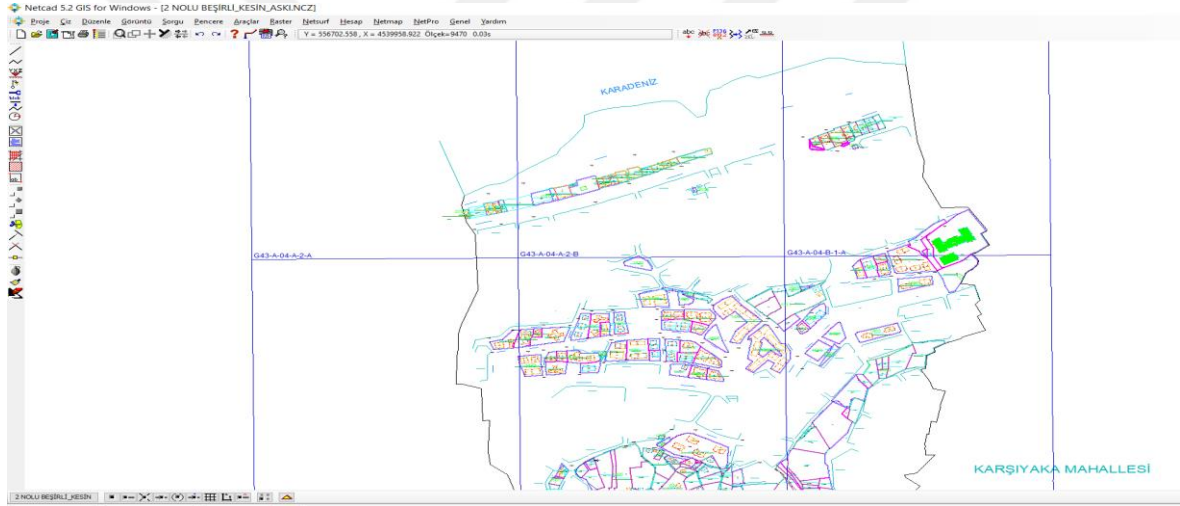 Netcad 5.2 GIS for Windows - [2 NOLU BEŞİRLİ_KESİN_ASKI.NCZ]
Proje Çiz Düzenle Görüntü Sorgu Pencere Araçlar Raster Netsurf Hesap Netmap NetPro Genel Yardım
Y = 556702.558 , X = 4539958.922 Ölçek=9470 0.03s
KARADENİZ
G43-A-04-A-2-A
G43-A-04-A-2-B
G43-A-04-B-1-A
KARŞIYAKA MAHALLESİ
2 NOLU BEŞİRLİ_KESİN